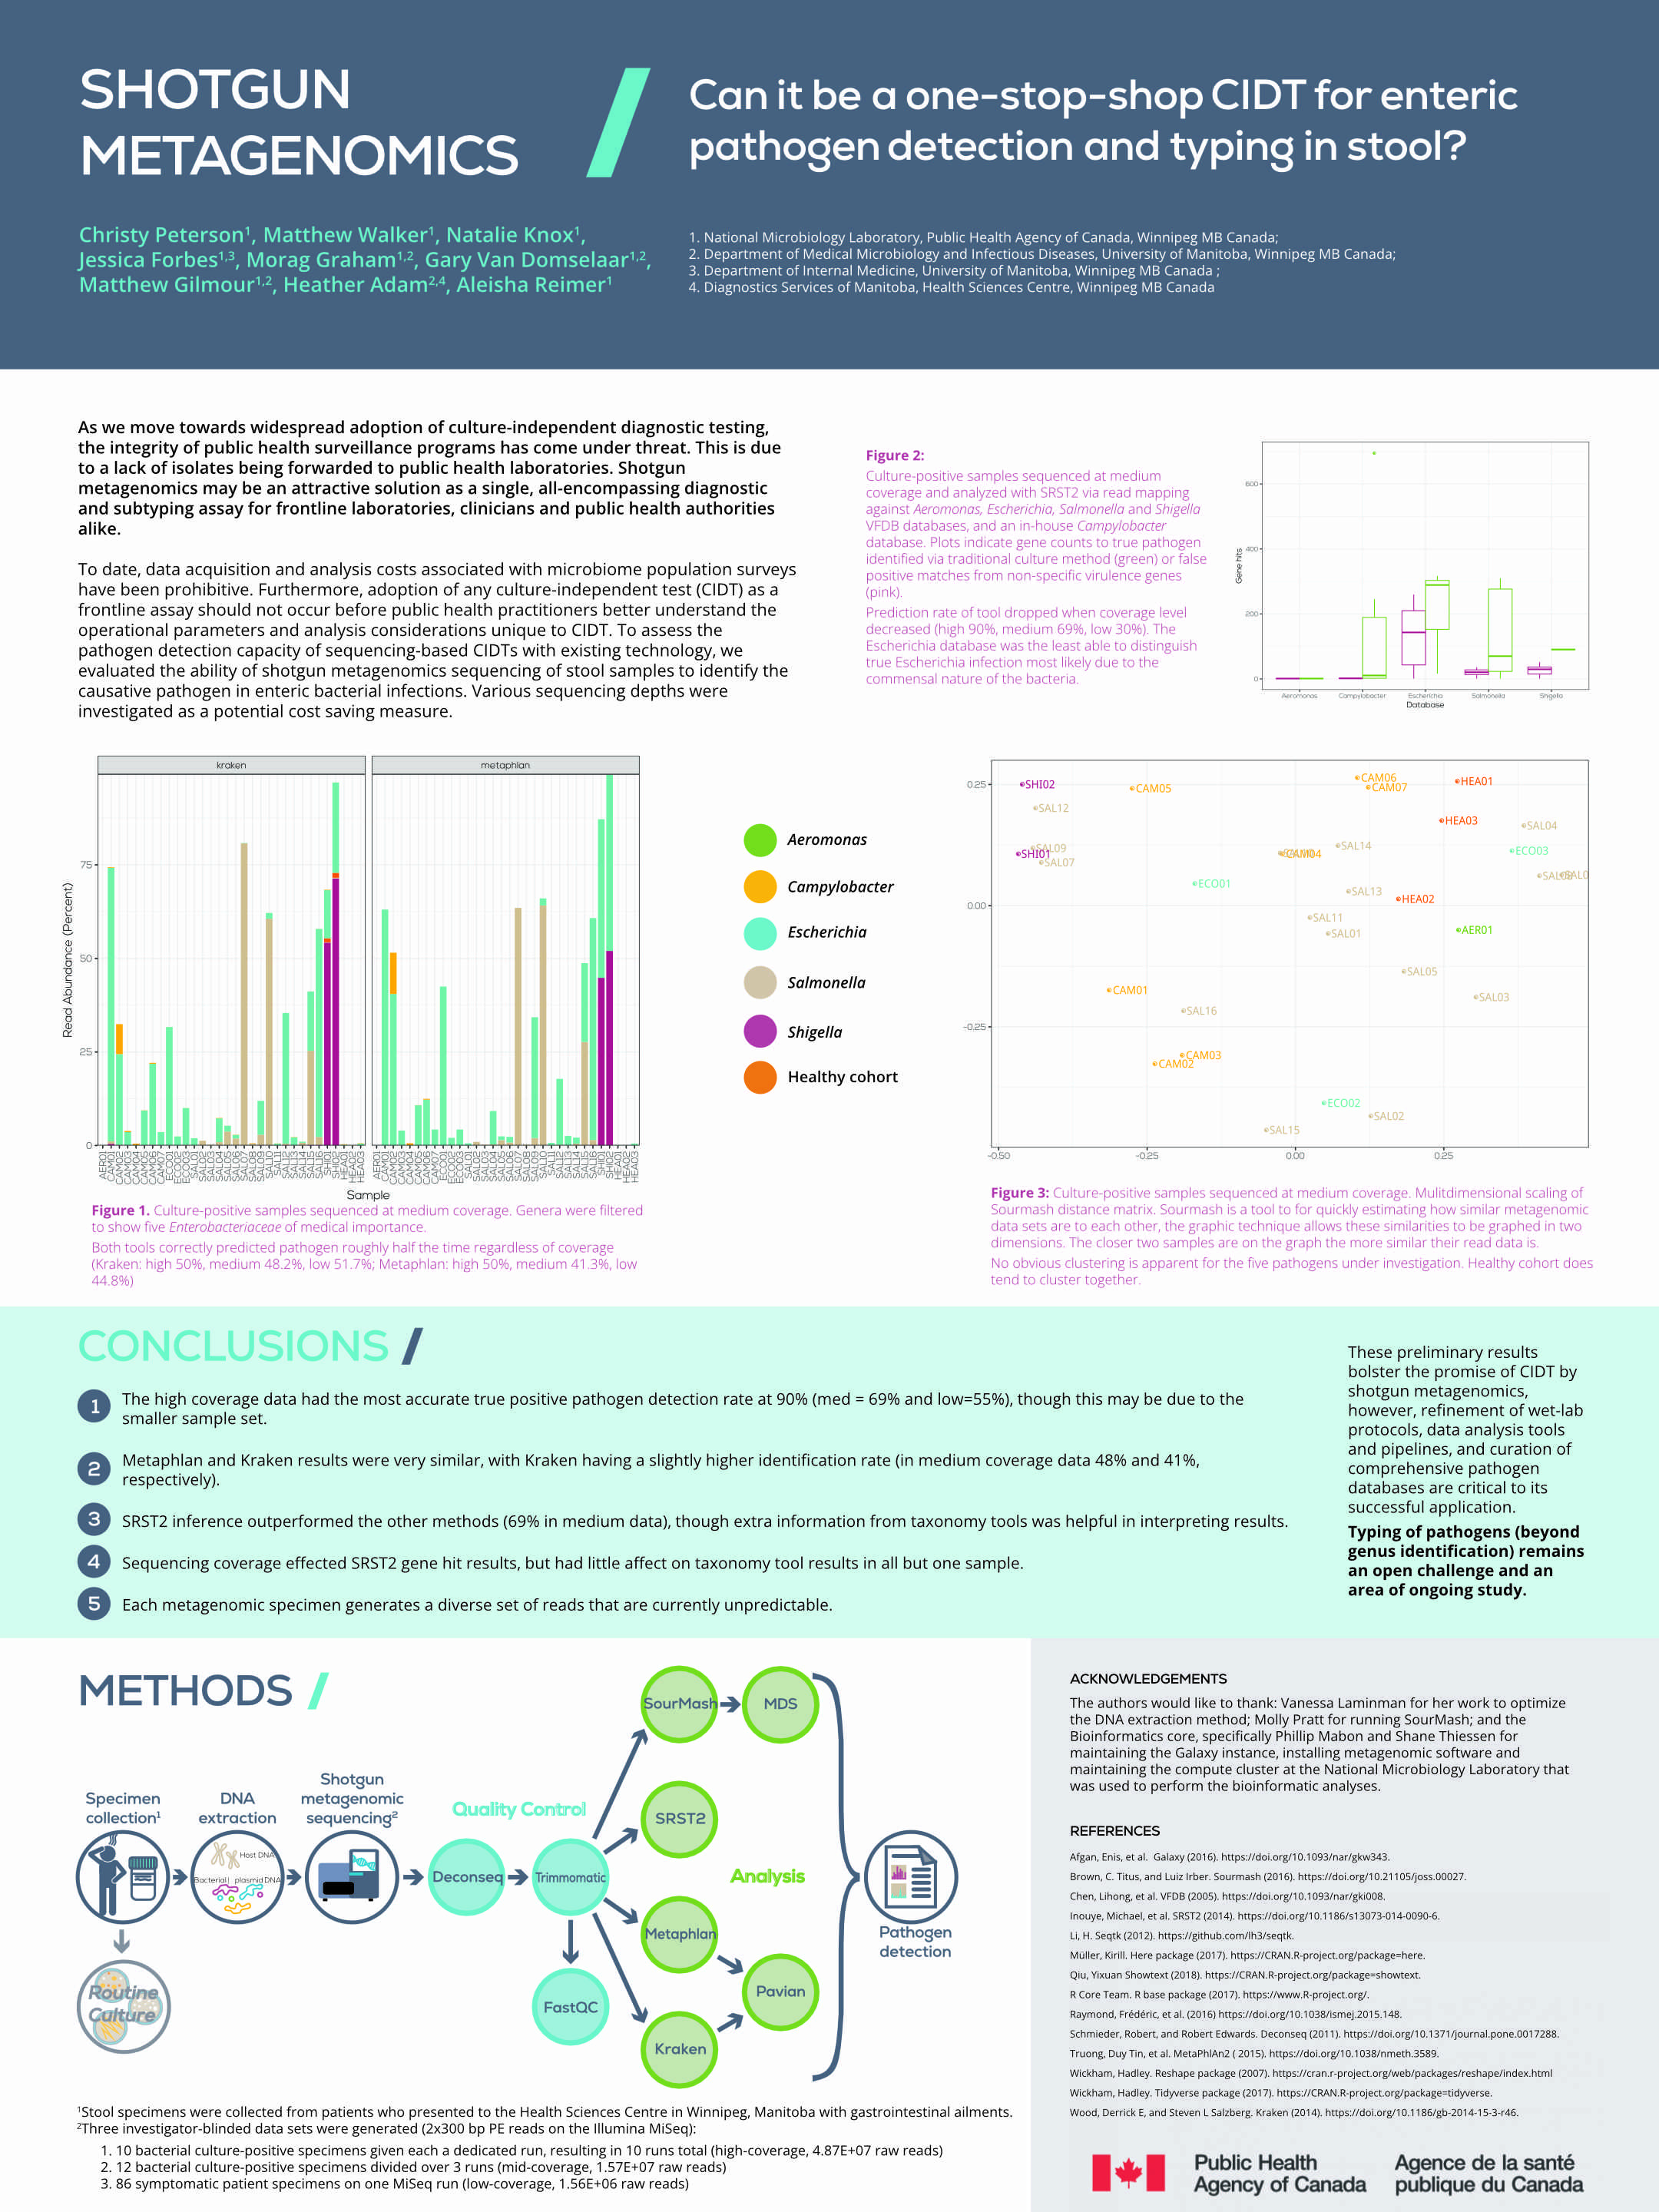 SHOTGUN
METAGENOMICS
Can it be a one-stop-shop CIDT for enteric
pathogen detection and typing in stool?
Christy Peterson¹, Matthew Walker¹, Natalie Knox¹,
Jessica Forbes¹,³, Morag Graham¹,², Gary Van Domselaar¹,²,
Matthew Gilmour¹,², Heather Adam²,⁴, Aleisha Reimer¹
1. National Microbiology Laboratory, Public Health Agency of Canada, Winnipeg MB Canada;
2. Department of Medical Microbiology and Infectious Diseases, University of Manitoba, Winnipeg MB Canada;
3. Department of Internal Medicine, University of Manitoba, Winnipeg MB Canada ;
4. Diagnostics Services of Manitoba, Health Sciences Centre, Winnipeg MB Canada
As we move towards widespread adoption of culture-independent diagnostic testing,
the integrity of public health surveillance programs has come under threat. This is due
to a lack of isolates being forwarded to public health laboratories. Shotgun
metagenomics may be an attractive solution as a single, all-encompassing diagnostic
and subtyping assay for frontline laboratories, clinicians and public health authorities
alike.
To date, data acquisition and analysis costs associated with microbiome population surveys
have been prohibitive. Furthermore, adoption of any culture-independent test (CIDT) as a
frontline assay should not occur before public health practitioners better understand the
operational parameters and analysis considerations unique to CIDT. To assess the
pathogen detection capacity of sequencing-based CIDTs with existing technology, we
evaluated the ability of shotgun metagenomics sequencing of stool samples to identify the
causative pathogen in enteric bacterial infections. Various sequencing depths were
investigated as a potential cost saving measure.
Figure 2:
Culture-positive samples sequenced at medium
coverage and analyzed with SRST2 via read mapping
against Aeromonas, Escherichia, Salmonella and Shigella
VFDB databases, and an in-house Campylobacter
database. Plots indicate gene counts to true pathogen
identified via traditional culture method (green) or false
positive matches from non-specific virulence genes
(pink).
Prediction rate of tool dropped when coverage level
decreased (high 90%, medium 69%, low 30%). The
Escherichia database was the least able to distinguish
true Escherichia infection most likely due to the
commensal nature of the bacteria.
Gene hits
600
400
200
0
Aeromonas Campylobacter Escherichia Salmonella Shigella
Database
kraken metaphlan
Read Abundance (Percent)
75
50
25
0
AER01 CAM01 CAM02 CAM03 CAM04 CAM05 CAM06 CAM07 ECO01 ECO02 ECO03 SAL01 SAL02 SAL03 SAL04 SAL05 SAL06 SAL07 SAL08 SAL09 SAL10 SAL11 SAL12 SAL13 SAL14 SAL15 SAL16 SHI01 SHI02 HEA01 HEA02 HEA03
AER01 CAM01 CAM02 CAM03 CAM04 CAM05 CAM06 CAM07 ECO01 ECO02 ECO03 SAL01 SAL02 SAL03 SAL04 SAL05 SAL06 SAL07 SAL08 SAL09 SAL10 SAL11 SAL12 SAL13 SAL14 SAL15 SAL16 SHI01 SHI02 HEA01 HEA02 HEA03
Sample
Figure 1. Culture-positive samples sequenced at medium coverage. Genera were filtered
to show five Enterobacteriaceae of medical importance.
Both tools correctly predicted pathogen roughly half the time regardless of coverage
(Kraken: high 50%, medium 48.2%, low 51.7%; Metaphlan: high 50%, medium 41.3%, low
44.8%)
Aeromonas
Campylobacter
Escherichia
Salmonella
Shigella
Healthy cohort
0.25
0.00
-0.25
SHI02
CAM05
CAM06
CAM07
HEA01
SAL12
HEA03
SAL04
SAL09
SHI01
SAL07
CAM04
SAL14
ECO03
ECO01
SAL13
HEA02
SAL11
SAL01
AER01
SAL05
CAM01
SAL16
SAL03
CAM03
CAM02
ECO02
SAL02
SAL15
-0.50 -0.25 0.00 0.25
Figure 3: Culture-positive samples sequenced at medium coverage. Mulitdimensional scaling of
Sourmash distance matrix. Sourmash is a tool to for quickly estimating how similar metagenomic
data sets are to each other, the graphic technique allows these similarities to be graphed in two
dimensions. The closer two samples are on the graph the more similar their read data is.
No obvious clustering is apparent for the five pathogens under investigation. Healthy cohort does
tend to cluster together.
CONCLUSIONS /
1 The high coverage data had the most accurate true positive pathogen detection rate at 90% (med = 69% and low=55%), though this may be due to the
smaller sample set.
2 Metaphlan and Kraken results were very similar, with Kraken having a slightly higher identification rate (in medium coverage data 48% and 41%,
respectively).
3 SRST2 inference outperformed the other methods (69% in medium data), though extra information from taxonomy tools was helpful in interpreting results.
4 Sequencing coverage effected SRST2 gene hit results, but had little affect on taxonomy tool results in all but one sample.
5 Each metagenomic specimen generates a diverse set of reads that are currently unpredictable.
These preliminary results
bolster the promise of CIDT by
shotgun metagenomics,
however, refinement of wet-lab
protocols, data analysis tools
and pipelines, and curation of
comprehensive pathogen
databases are critical to its
successful application.
Typing of pathogens (beyond
genus identification) remains
an open challenge and an
area of ongoing study.
METHODS /
Specimen
collection¹
DNA
extraction
Shotgun
metagenomic
sequencing²
Host DNA
Bacterial plasmid DNA
Routine
Culture
Quality Control
Deconseq
Trimmomatic
FastQC
SourMash
MDS
SRST2
Analysis
Metaphlan
Pavian
Kraken
Pathogen
detection
¹Stool specimens were collected from patients who presented to the Health Sciences Centre in Winnipeg, Manitoba with gastrointestinal ailments.
²Three investigator-blinded data sets were generated (2x300 bp PE reads on the Illumina MiSeq):
1. 10 bacterial culture-positive specimens given each a dedicated run, resulting in 10 runs total (high-coverage, 4.87E+07 raw reads)
2. 12 bacterial culture-positive specimens divided over 3 runs (mid-coverage, 1.57E+07 raw reads)
3. 86 symptomatic patient specimens on one MiSeq run (low-coverage, 1.56E+06 raw reads)
ACKNOWLEDGEMENTS
The authors would like to thank: Vanessa Laminman for her work to optimize
the DNA extraction method; Molly Pratt for running SourMash; and the
Bioinformatics core, specifically Phillip Mabon and Shane Thiessen for
maintaining the Galaxy instance, installing metagenomic software and
maintaining the compute cluster at the National Microbiology Laboratory that
was used to perform the bioinformatic analyses.
REFERENCES
Afgan, Enis, et al. Galaxy (2016). https://doi.org/10.1093/nar/gkw343.
Brown, C. Titus, and Luiz Irber. Sourmash (2016). https://doi.org/10.21105/joss.00027.
Chen, Lihong, et al. VFDB (2005). https://doi.org/10.1093/nar/gki008.
Inouye, Michael, et al. SRST2 (2014). https://doi.org/10.1186/s13073-014-0090-6.
Li, H. Seqtk (2012). https://github.com/lh3/seqtk.
Müller, Kirill. Here package (2017). https://CRAN.R-project.org/package=here.
Qiu, Yixuan Showtext (2018). https://CRAN.R-project.org/package=showtext.
R Core Team. R base package (2017). https://www.R-project.org/.
Raymond, Frédéric, et al. (2016) https://doi.org/10.1038/ismej.2015.148.
Schmieder, Robert, and Robert Edwards. Deconseq (2011). https://doi.org/10.1371/journal.pone.0017288.
Truong, Duy Tin, et al. MetaPhlAn2 ( 2015). https://doi.org/10.1038/nmeth.3589.
Wickham, Hadley. Reshape package (2007). https://cran.r-project.org/web/packages/reshape/index.html
Wickham, Hadley. Tidyverse package (2017). https://CRAN.R-project.org/package=tidyverse.
Wood, Derrick E, and Steven L Salzberg. Kraken (2014). https://doi.org/10.1186/gb-2014-15-3-r46.
Public Health
Agency of Canada
Agence de la santé
publique du Canada